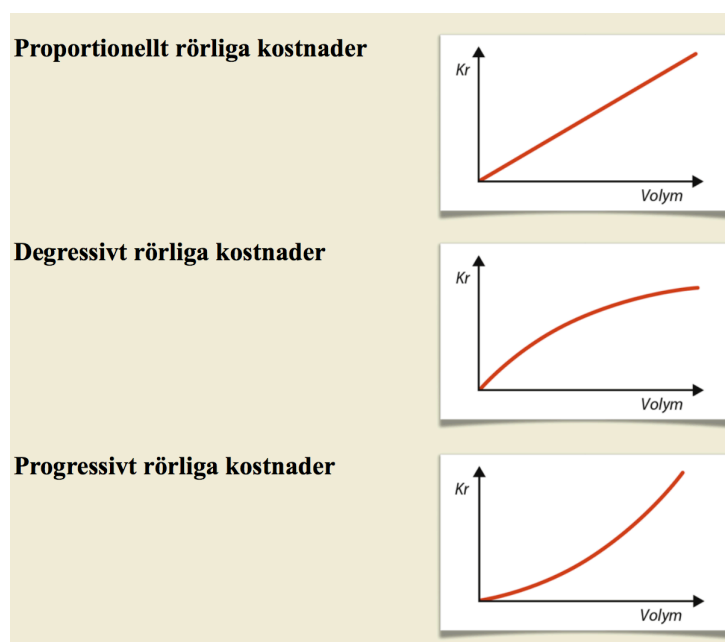 Proportionellt rörliga kostnader
Kr
Volym
Degressivt rörliga kostnader
Kr
Volym
Progressivt rörliga kostnader
Kr
Volym